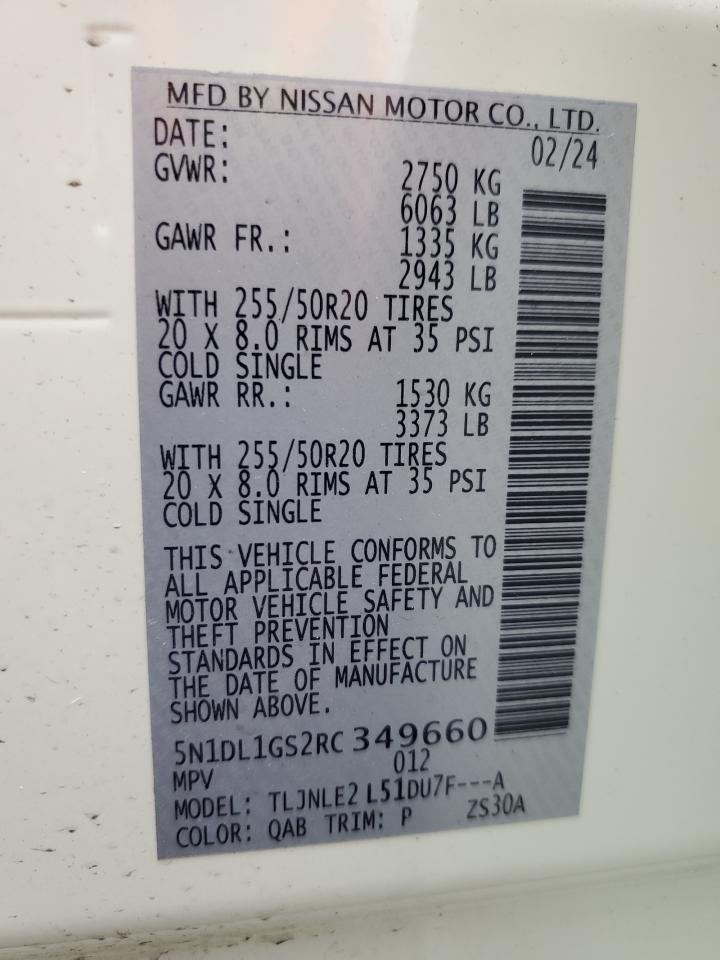 MFD BY NISSAN MOTOR CO., LTD.
DATE: 02/24
GVWR: 2750 KG
6063 LB
GAWR FR.: 1335 KG
2943 LB
WITH 255/50R20 TIRES
20 X 8.0 RIMS AT 35 PSI
COLD SINGLE
GAWR RR.: 1530 KG
3373 LB
WITH 255/50R20 TIRES
20 X 8.0 RIMS AT 35 PSI
COLD SINGLE
THIS VEHICLE CONFORMS TO
ALL APPLICABLE FEDERAL
MOTOR VEHICLE SAFETY AND
THEFT PREVENTION
STANDARDS IN EFFECT ON
THE DATE OF MANUFACTURE
SHOWN ABOVE.
5N1DL1GS2RC 349660
MPV 012
MODEL: TLJNLE2 L51DU7F---A
COLOR: QAB TRIM: P ZS30A